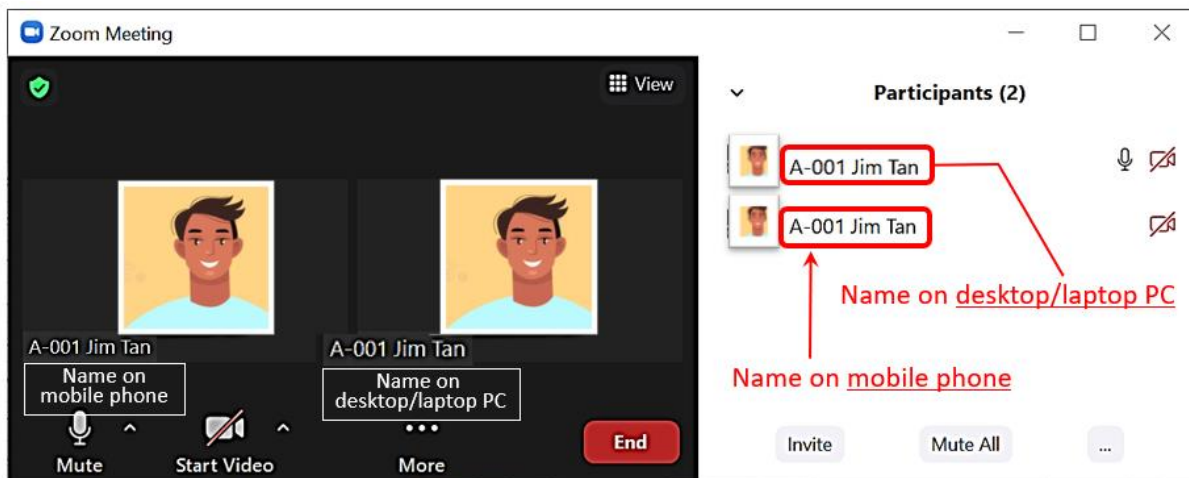 Zoom Meeting
View
Participants (2)
A-001 Jim Tan
A-001 Jim Tan
Name on desktop/laptop PC
Name on mobile phone
A-001 Jim Tan
Name on
mobile phone
A-001 Jim Tan
Name on
desktop/laptop PC
Mute
Start Video
More
End
Invite
Mute All
...